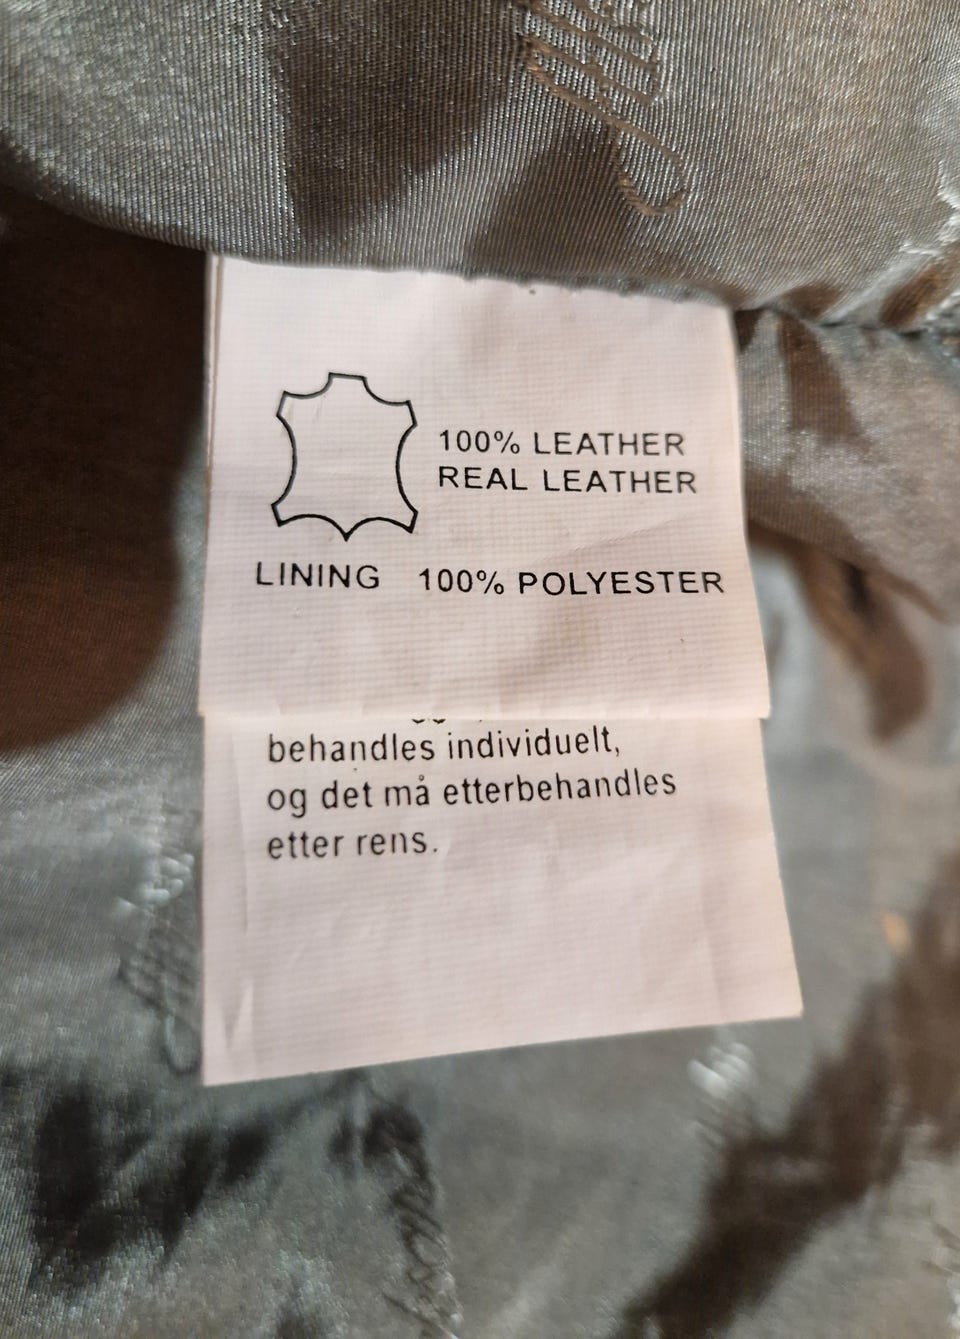 100% LEATHER
REAL LEATHER
LINING 100% POLYESTER
behandles individuelt,
og det må etterbehandles
etter rens.